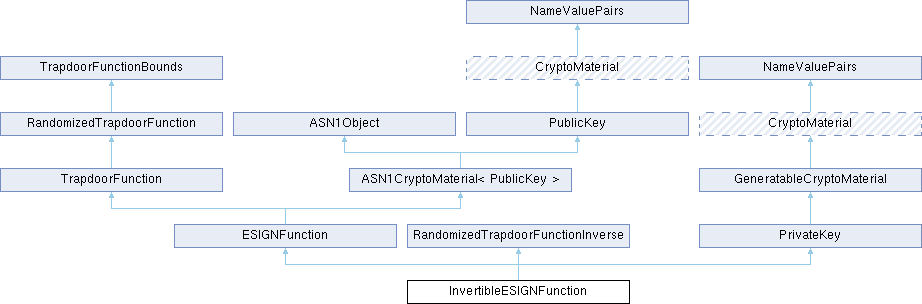 NameValuePairs
TrapdoorFunctionBounds
CryptoMaterial
NameValuePairs
RandomizedTrapdoorFunction
ASN1Object
PublicKey
CryptoMaterial
TrapdoorFunction
ASN1CryptoMaterial< PublicKey >
GeneratableCryptoMaterial
ESIGNFunction
RandomizedTrapdoorFunctionInverse
PrivateKey
InvertibleESIGNFunction